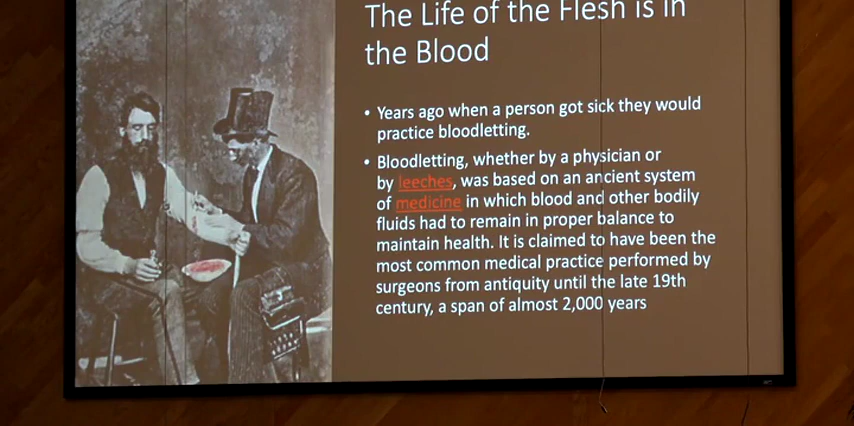 The Life of the Flesh is in
the Blood
• Years ago when a person got sick they would
practice bloodletting.
• Bloodletting, whether by a physician or
by leeches, was based on an ancient system
of medicine in which blood and other bodily
fluids had to remain in proper balance to
maintain health. It is claimed to have been the
most common medical practice performed by
surgeons from antiquity until the late 19th
century, a span of almost 2,000 years